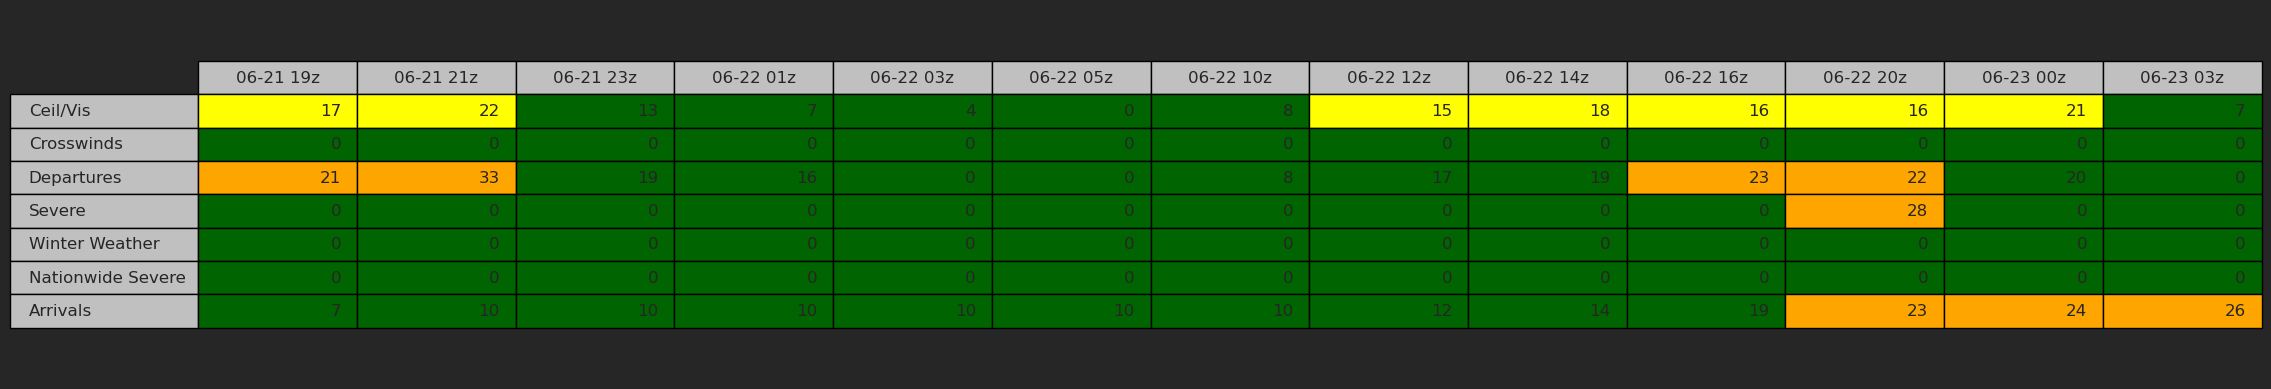 06-21 19z 06-21 21z 06-21 23z 06-22 01z 06-22 03z 06-22 05z 06-22 10z 06-22 12z 06-22 14z 06-22 16z 06-22 20z 06-23 00z 06-23 03z
Ceil/Vis 17 22 13 7 4 0 8 15 18 16 16 21 7
Crosswinds 0 0 0 0 0 0 0 0 0 0 0 0 0
Departures 21 33 19 16 0 0 8 17 19 23 22 20 0
Severe 0 0 0 0 0 0 0 0 0 0 28 0 0
Winter Weather 0 0 0 0 0 0 0 0 0 0 0 0 0
Nationwide Severe 0 0 0 0 0 0 0 0 0 0 0 0 0
Arrivals 7 10 10 10 10 10 10 12 14 19 23 24 26